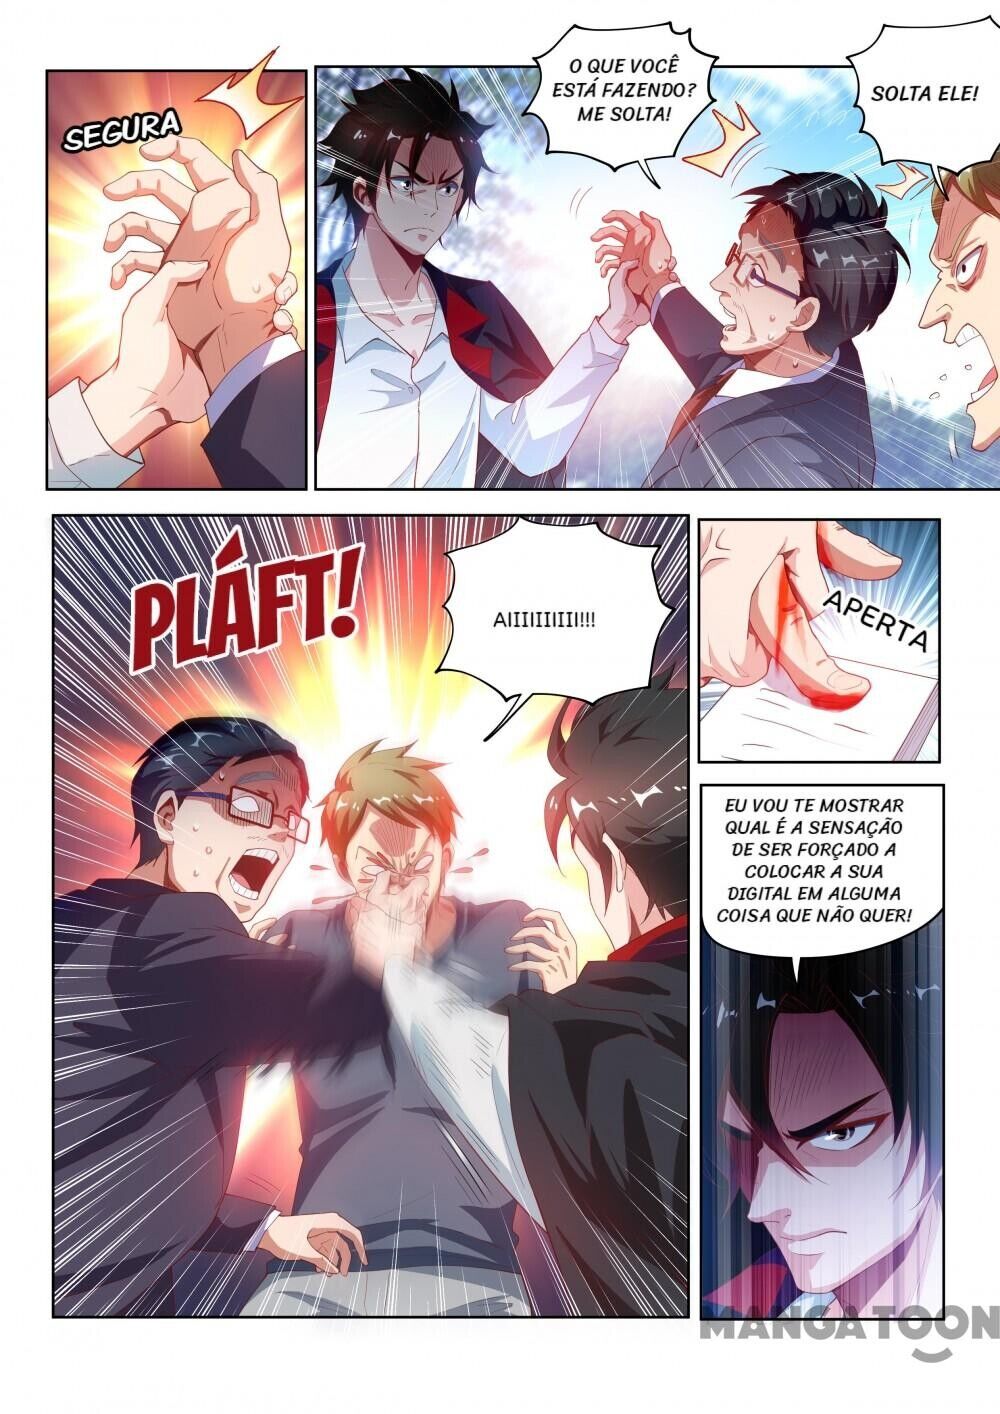 SEGURA
O QUE VOCÊ
ESTÁ FAZENDO?
ME SOLTA!
SOLTA ELE!
PLÁFT!
AIIIIIIIIII!!!!
APERTA
EU VOU TE MOSTRAR
QUAL É A SENSAÇÃO
DE SER FORÇADO A
COLOCAR A SUA
DIGITAL EM ALGUMA
COISA QUE NÃO QUER!
MANGATOON